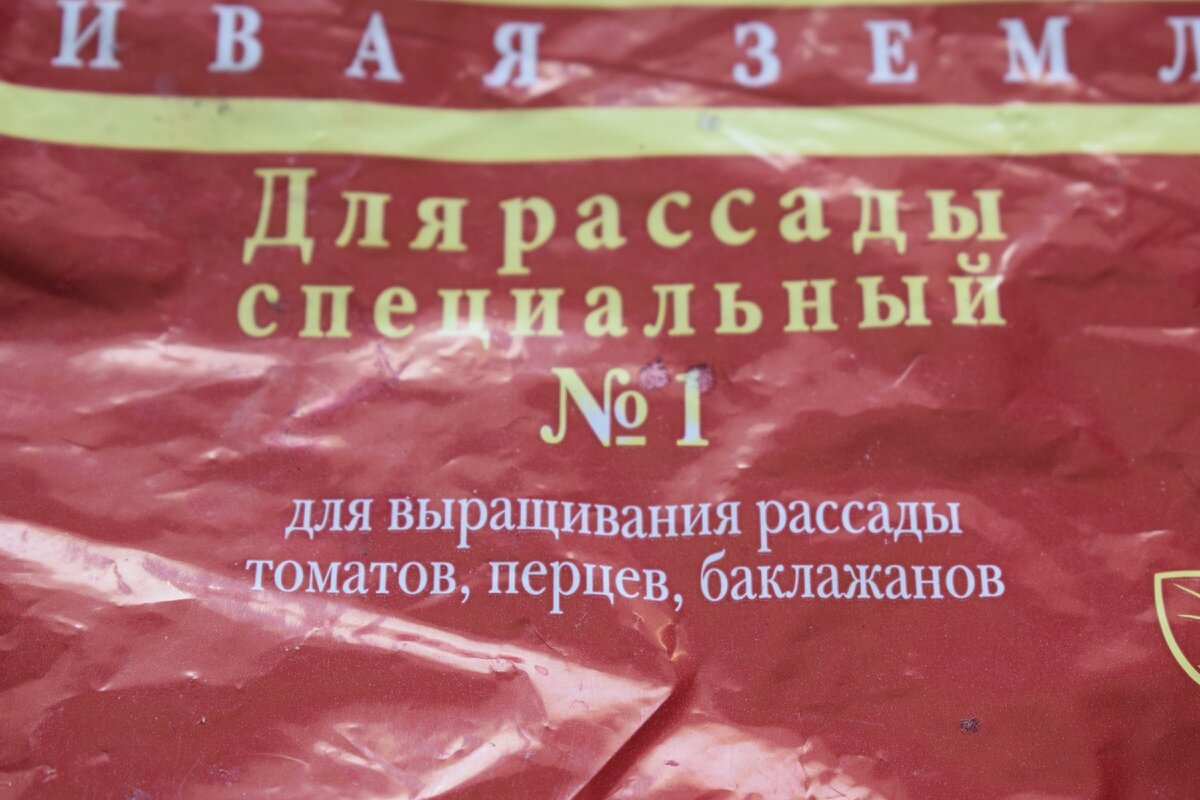 ИВАЯ ЗЕМЛ
Для рассады
специальный
№1
для выращивания рассады
томатов, перцев, баклажанов